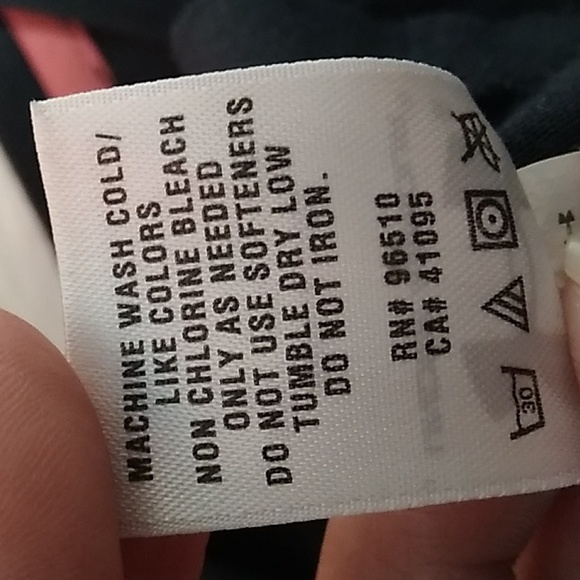 MACHINE WASH COLD/
LIKE COLORS
NON CHLORINE BLEACH
ONLY AS NEEDED
DO NOT USE SOFTENERS
TUMBLE DRY LOW
DO NOT IRON.
RN# 96510
CA# 41095
30